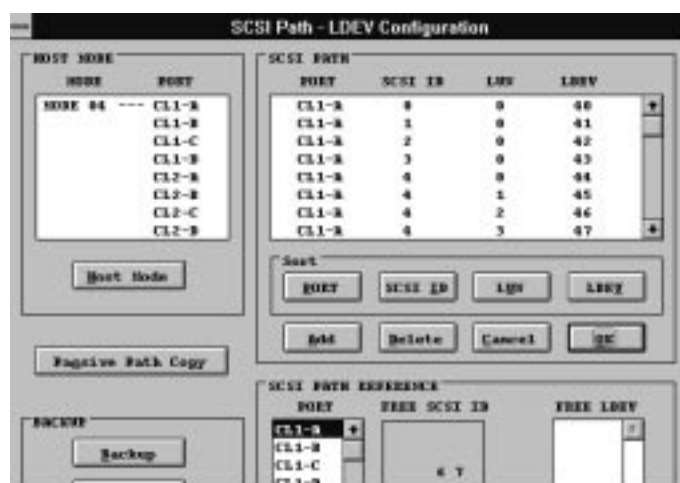 SCSI Path - LDEV Configuration
HOST MODE
MODE PORT
MODE 04 --- CL1-A
CL1-B
CL1-C
CL1-D
CL2-A
CL2-B
CL2-C
CL2-D
Host Mode
Passive Path Copy
BACKUP
Backup
SCSI PATH
PORT SCSI ID LUN LDEV
CL1-A 0 0 40
CL1-A 1 0 41
CL1-A 2 0 42
CL1-A 3 0 43
CL1-A 4 0 44
CL1-A 4 1 45
CL1-A 4 2 46
CL1-A 4 3 47
Sort
PORT SCSI ID LUN LDEV
Add Delete Cancel OK
SCSI PATH REFERENCE
PORT FREE SCSI ID FREE LDEV
CL1-A
CL1-B
CL1-C
CL1-D
6 7